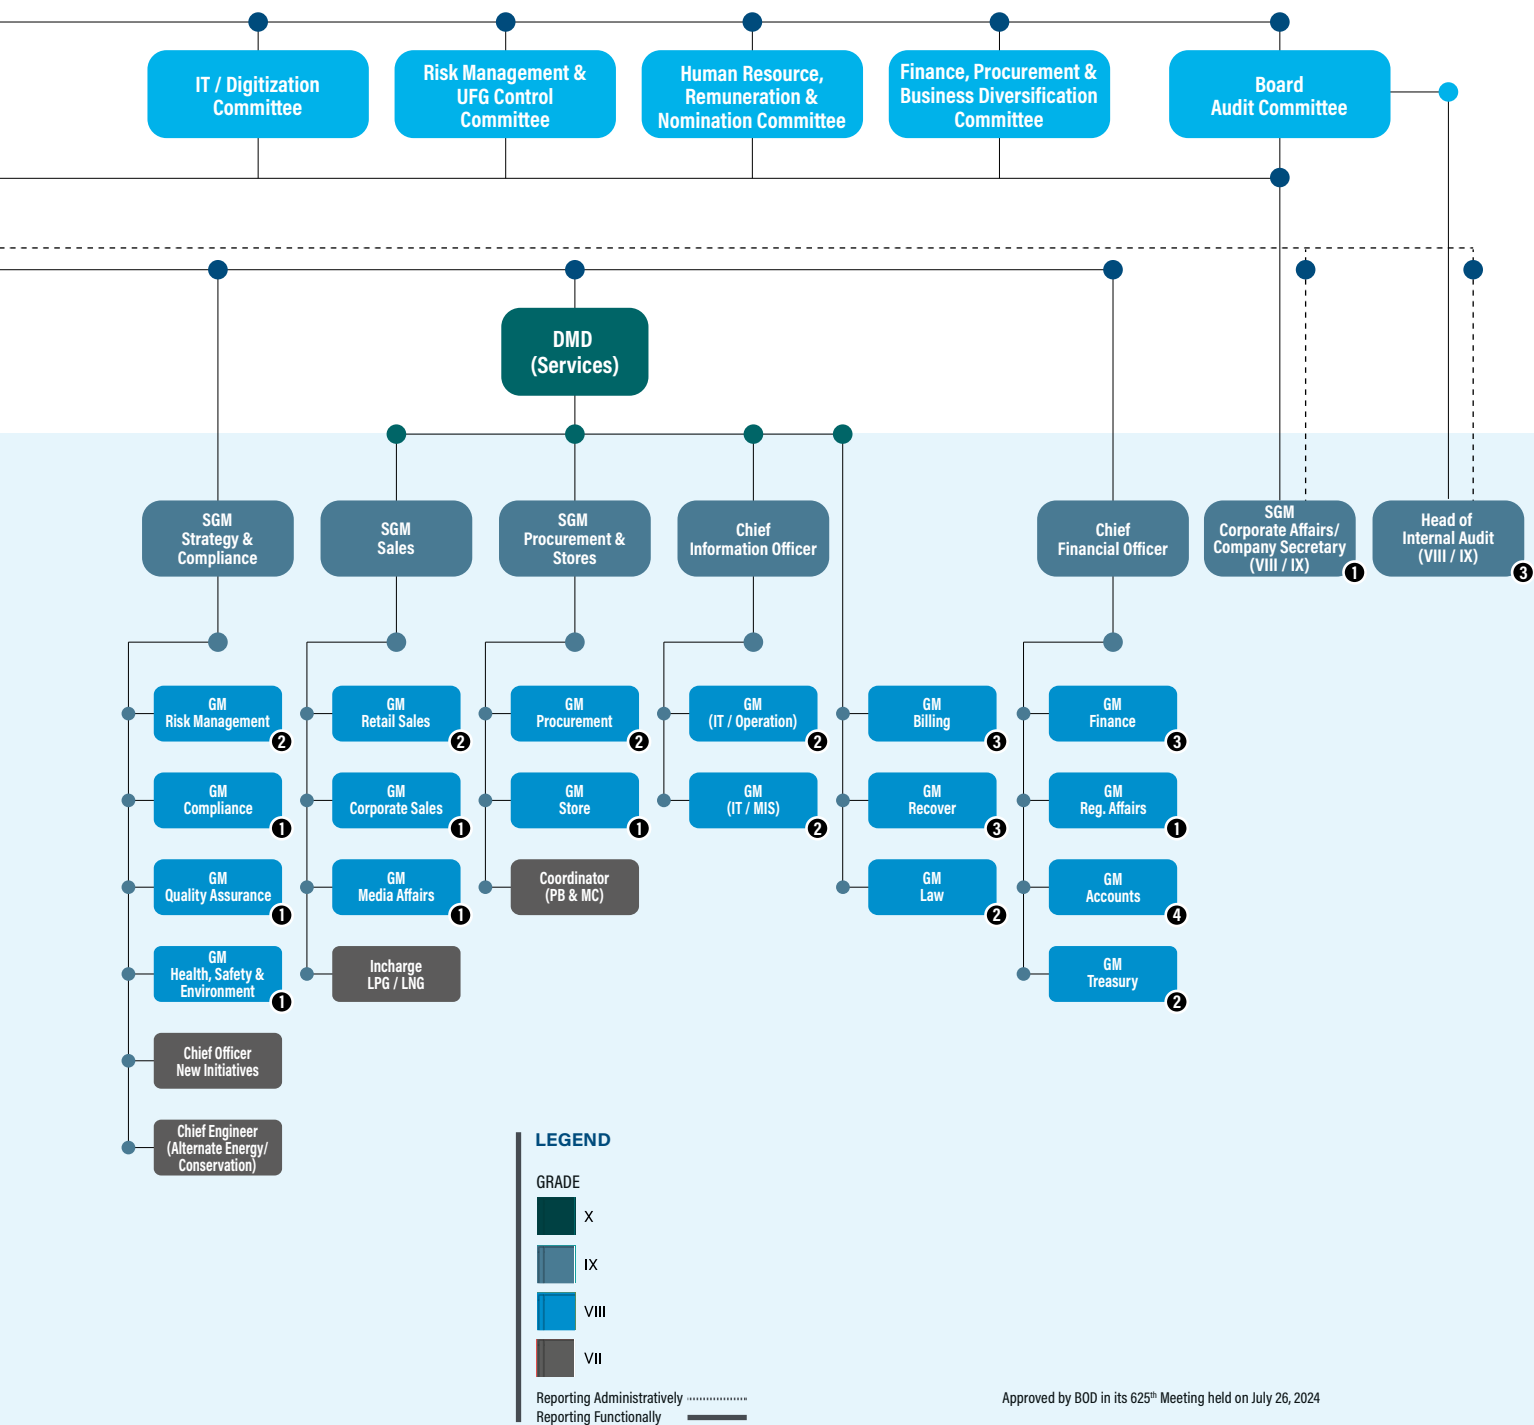 IT / Digitization
Committee
Risk Management &
UFG Control
Committee
Human Resource,
Remuneration &
Nomination Committee
Finance, Procurement &
Business Diversification
Committee
Board
Audit Committee
DMD
(Services)
SGM
Strategy &
Compliance
SGM
Sales
SGM
Procurement &
Stores
Chief
Information Officer
Chief
Financial Officer
SGM
Corporate Affairs/
Company Secretary
(VIII / IX)
1
Head of
Internal Audit
(VIII / IX)
3
GM
Risk Management
2
GM
Retail Sales
2
GM
Procurement
2
GM
(IT / Operation)
2
GM
Billing
3
GM
Finance
3
GM
Compliance
1
GM
Corporate Sales
1
GM
Store
1
GM
(IT / MIS)
2
GM
Recover
3
GM
Reg. Affairs
1
GM
Quality Assurance
1
GM
Media Affairs
1
Coordinator
(PB & MC)
GM
Law
2
GM
Accounts
4
GM
Health, Safety &
Environment
1
Incharge
LPG / LNG
GM
Treasury
2
Chief Officer
New Initiatives
Chief Engineer
(Alternate Energy/
Conservation)
LEGEND
GRADE
X
IX
VIII
VII
Reporting Administratively
Reporting Functionally
Approved by BOD in its 625th Meeting held on July 26, 2024